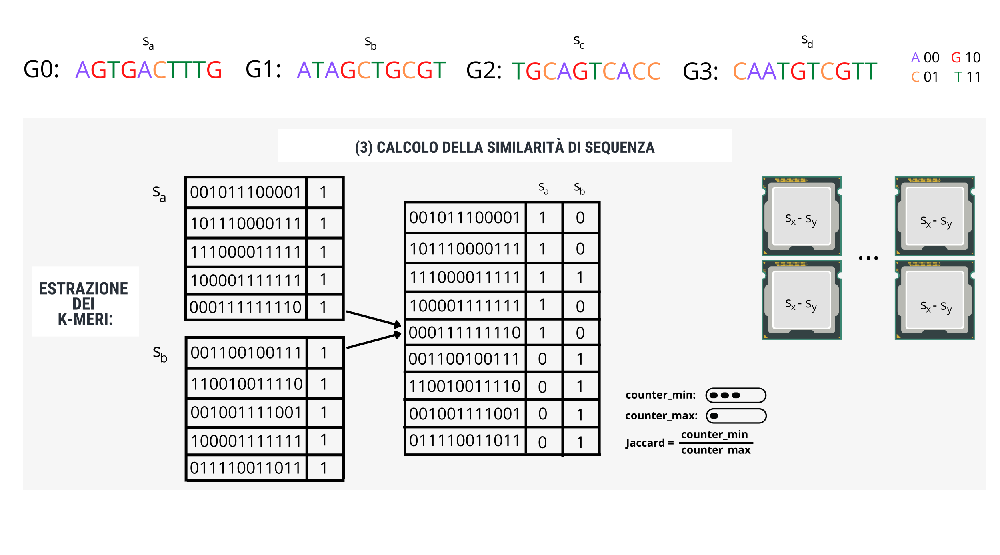 sa
sb
sc
sd
G0: AGTGACTTTG
G1: ATAGCTGCGT
G2: TGCAGTCACC
G3: CAATGTCGTT
A 00 G 10
C 01 T 11
(3) CALCOLO DELLA SIMILARITÀ DI SEQUENZA
ESTRAZIONE
DEI
K-MERI:
sa
001011100001 1
101110000111 1
111000011111 1
100001111111 1
000111111110 1
sb
001100100111 1
110010011110 1
001001111001 1
100001111111 1
011110011011 1
sa sb
001011100001 1 0
101110000111 1 0
111000011111 1 1
100001111111 1 0
000111111110 1 0
001100100111 0 1
110010011110 0 1
001001111001 0 1
011110011011 0 1
sx - sy
sx - sy
...
sx - sy
sx - sy
counter_min:
counter_max:
Jaccard = counter_min
counter_max